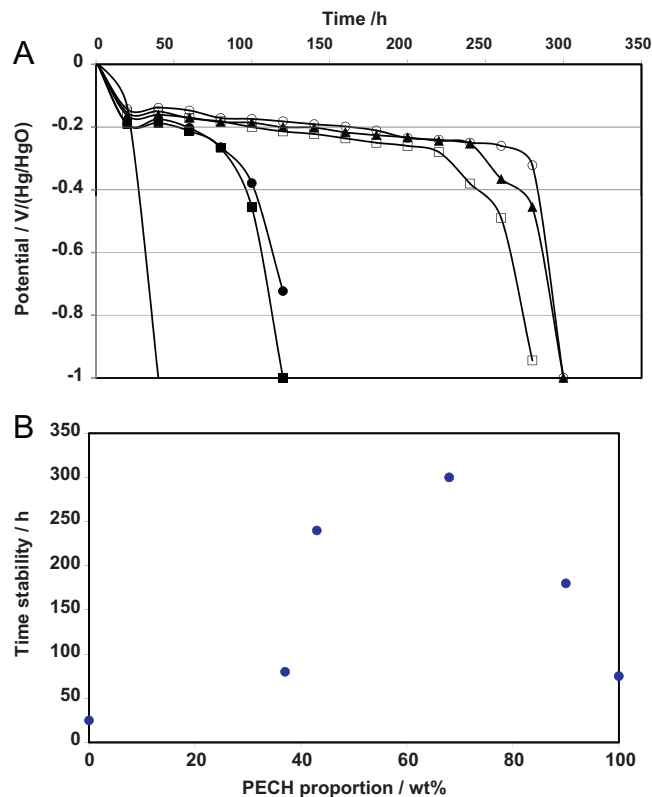 Time /h
A
0 50 100 150 200 250 300 350
0
-0.2
-0.4
-0.6
-0.8
-1
Potential / V/(Hg/HgO)
B
350
300
250
200
150
100
50
0
Time stability / h
0 20 40 60 80 100
PECH proportion / wt%